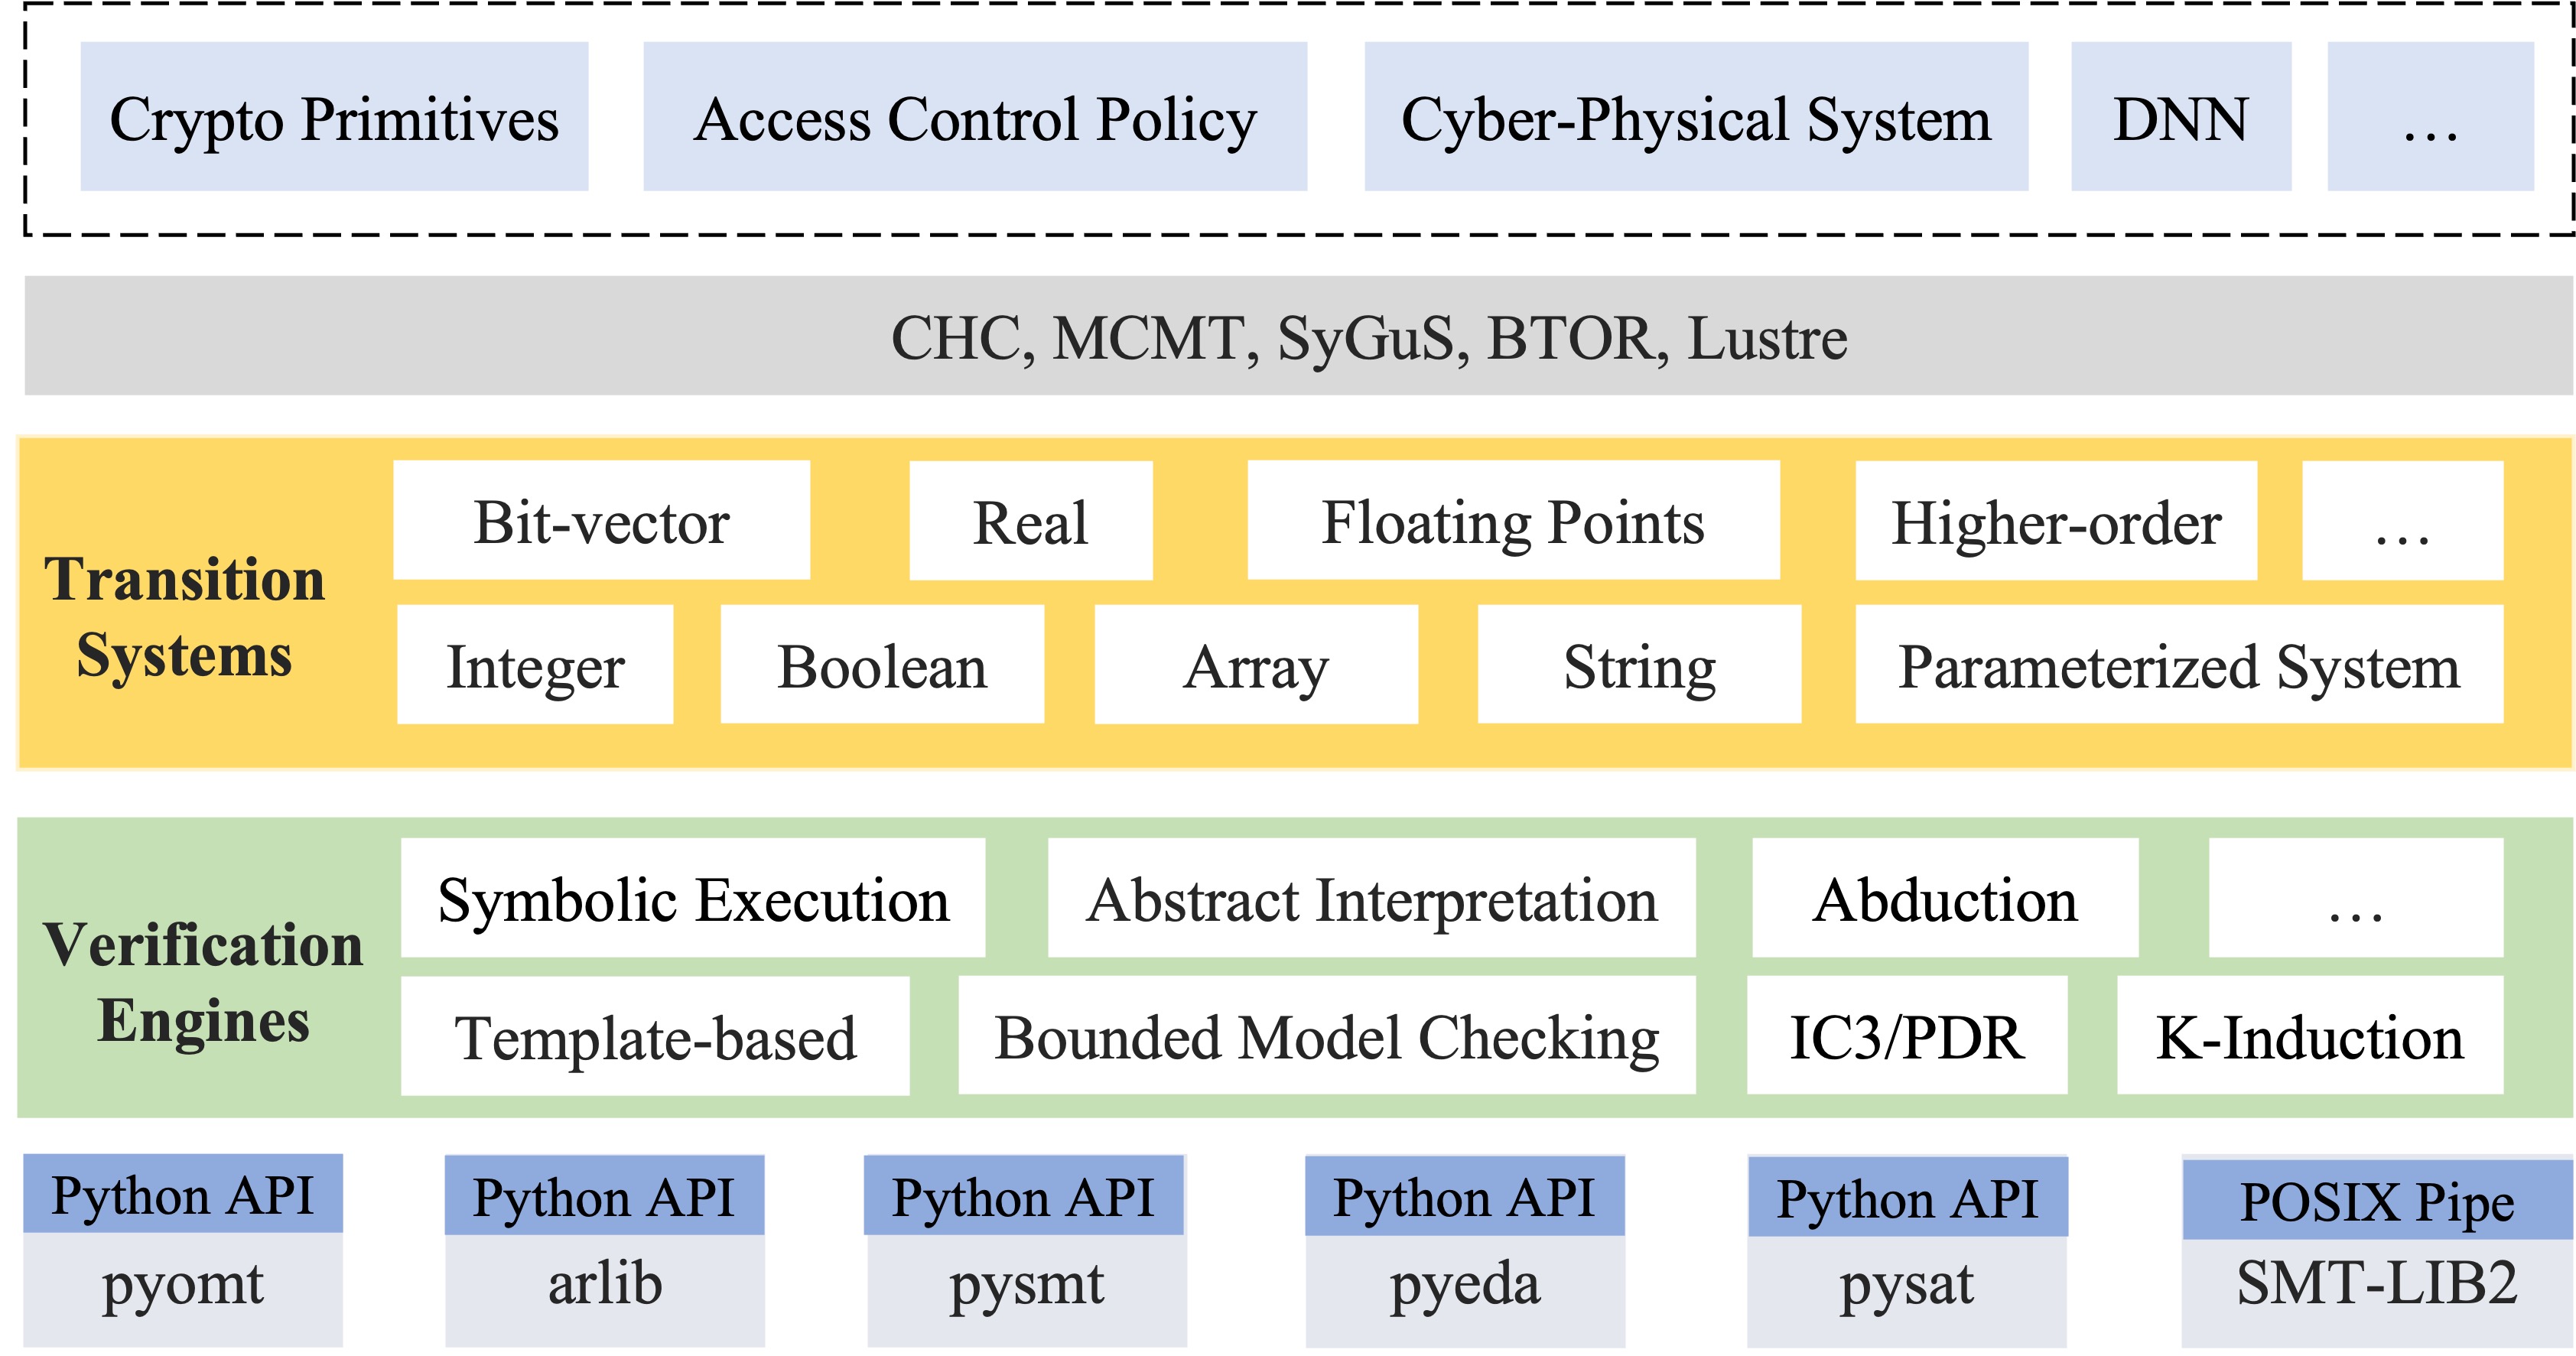 Crypto Primitives
Access Control Policy
Cyber-Physical System
DNN
…
CHC, MCMT, SyGuS, BTOR, Lustre
Transition
Systems
Bit-vector
Real
Floating Points
Higher-order
…
Integer
Boolean
Array
String
Parameterized System
Verification
Engines
Symbolic Execution
Abstract Interpretation
Abduction
…
Template-based
Bounded Model Checking
IC3/PDR
K-Induction
Python API
pyomt
Python API
arlib
Python API
pysmt
Python API
pyeda
Python API
pysat
POSIX Pipe
SMT-LIB2